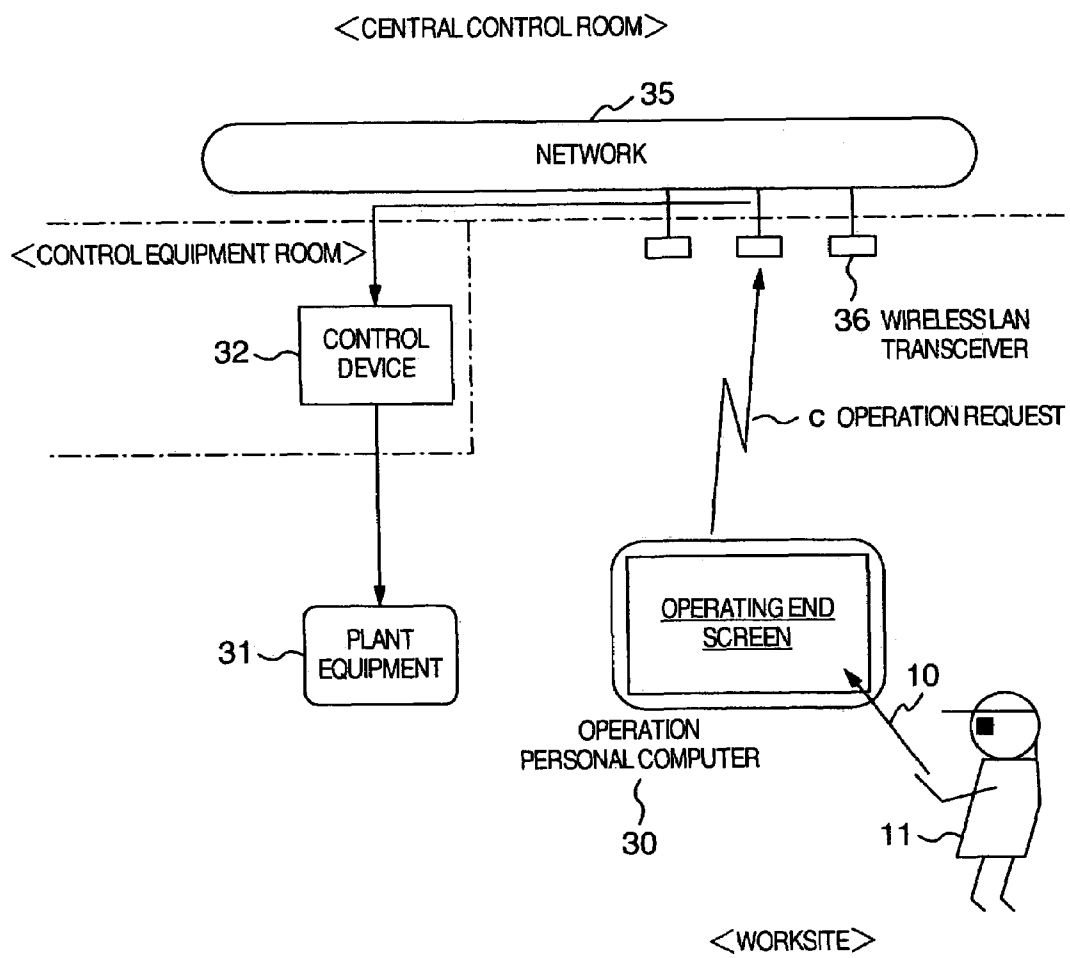 <CENTRAL CONTROL ROOM>
35
NETWORK
<CONTROL EQUIPMENT ROOM>
32
CONTROL
DEVICE
36 WIRELESS LAN
TRANSCEIVER
C OPERATION REQUEST
31
PLANT
EQUIPMENT
OPERATING END
SCREEN
10
OPERATION
PERSONAL COMPUTER
30
11
<WORKSITE>